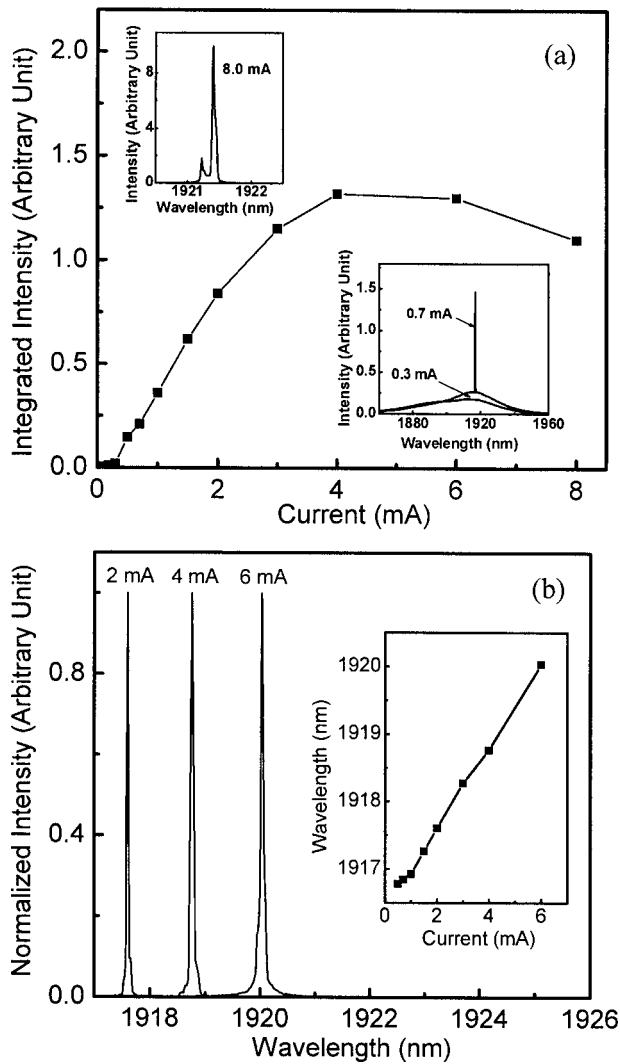 2.0
1.5
1.0
0.5
0.0
Integrated Intensity (Arbitrary Unit)
(a)
10
8
4
0
Intensity (Arbitrary Unit)
8.0 mA
1921 1922
Wavelength (nm)
1.5
1.0
0.5
0.0
Intensity (Arbitrary Unit)
0.7 mA
0.3 mA
1880 1920 1960
Wavelength (nm)
0 2 4 6 8
Current (mA)
(b)
2 mA 4 mA 6 mA
0.8
0.4
0.0
Normalized Intensity (Arbitrary Unit)
1920
1919
1918
1917
Wavelength (nm)
0 2 4 6
Current (mA)
1918 1920 1922 1924 1926
Wavelength (nm)